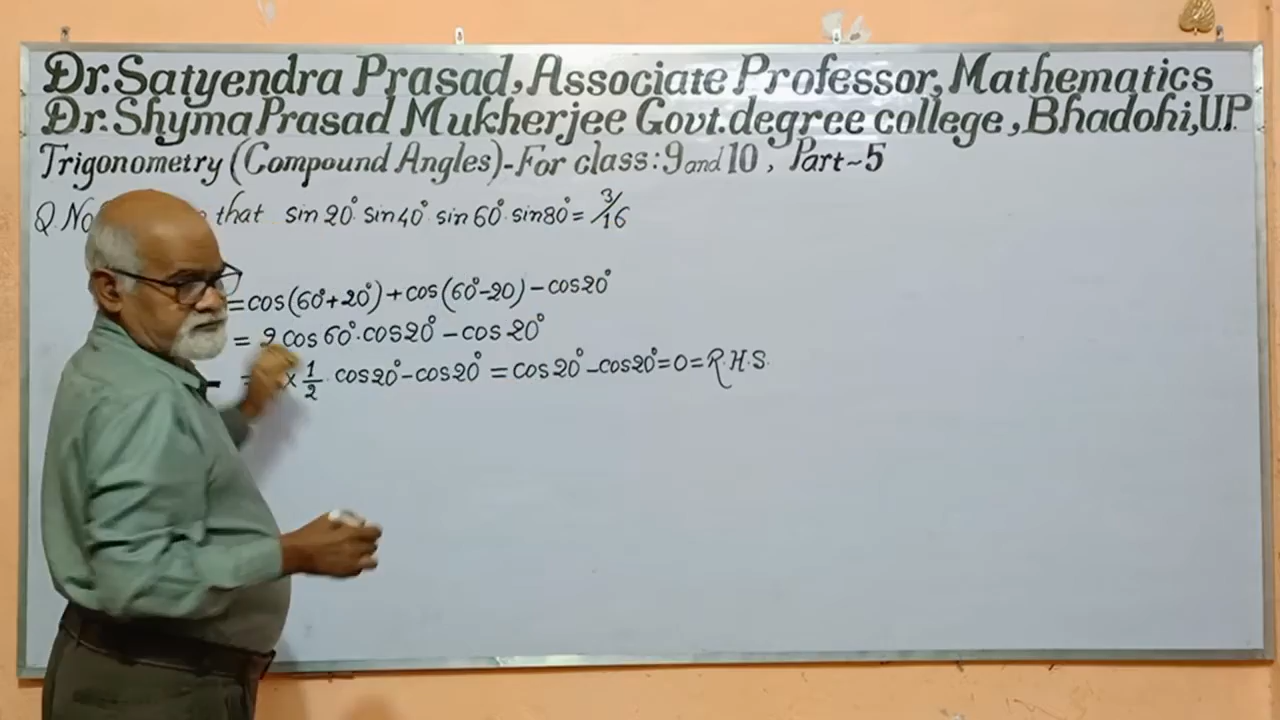 Dr. Satyendra Prasad, Associate Professor, Mathematics
Dr. Shyma Prasad Mukherjee Govt. degree college, Bhadohi, U.P.
Trigonometry (Compound Angles) - For class: 9 and 10, Part ~ 5
Q. No that sin 20°. sin 40°. sin 60°. sin 80° = 3/16
= cos(60°+20°) + cos(60°-20) - cos 20°
= 2 cos 60°. cos 20° - cos 20°
= × 1/2 . cos 20° - cos 20° = cos 20° - cos 20° = 0 = R.H.S.